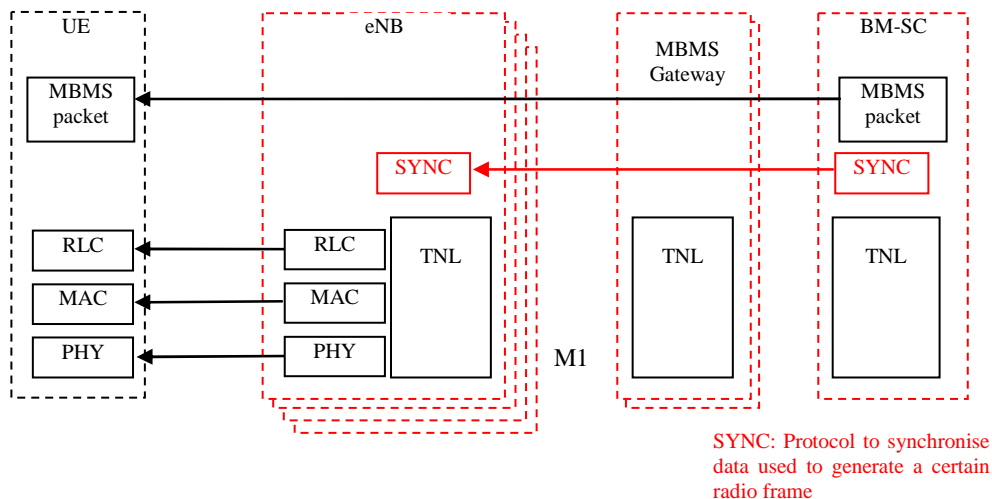 UE
eNB
MBMS
Gateway
BM-SC
MBMS
packet
MBMS
packet
SYNC
SYNC
RLC
RLC
TNL
TNL
TNL
MAC
MAC
PHY
PHY
M1
SYNC: Protocol to synchronise
data used to generate a certain
radio frame